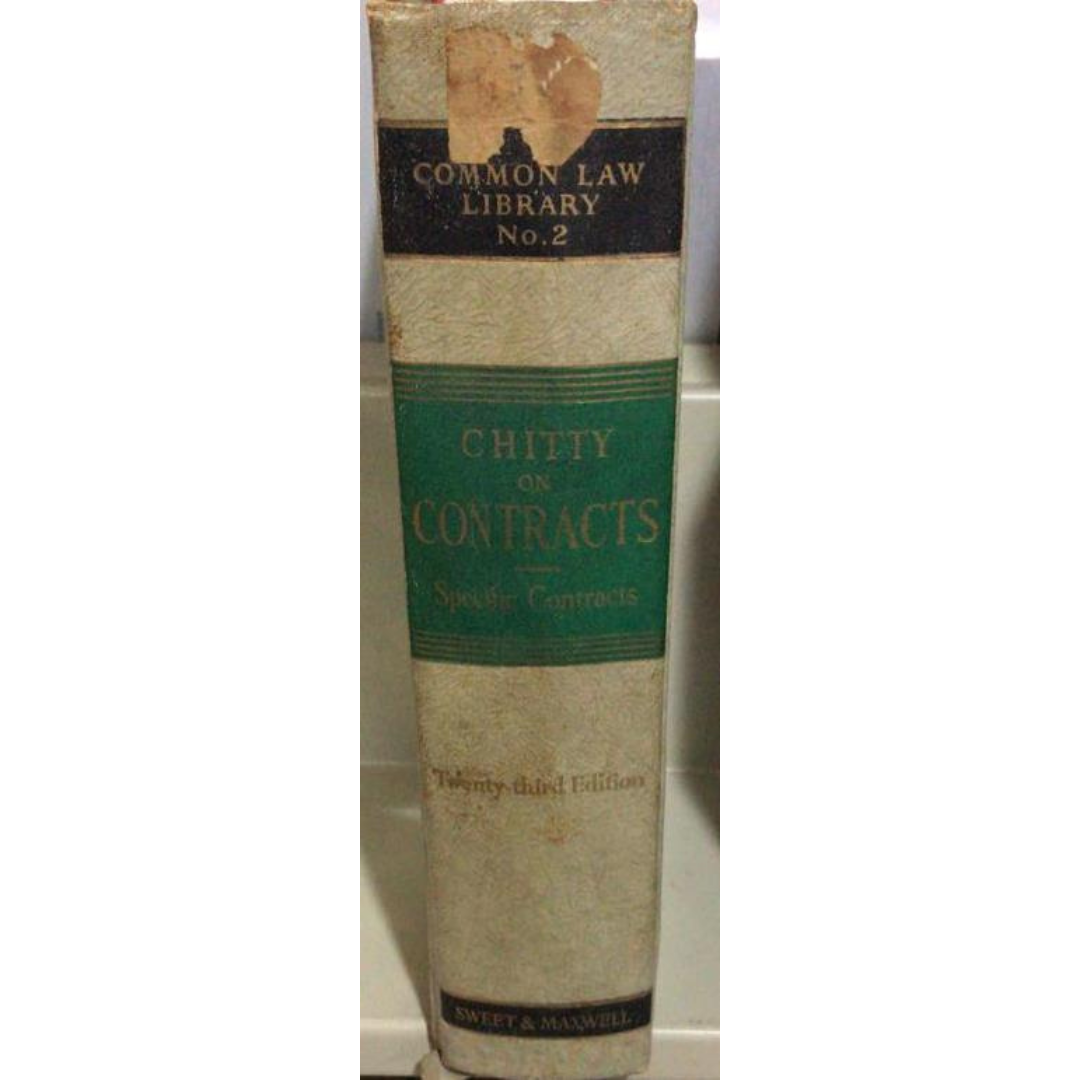 COMMON LAW
LIBRARY
No.2
CHITTY
ON
CONTRACTS
Specific Contracts
Twenty-third Edition
SWEET & MAXWELL